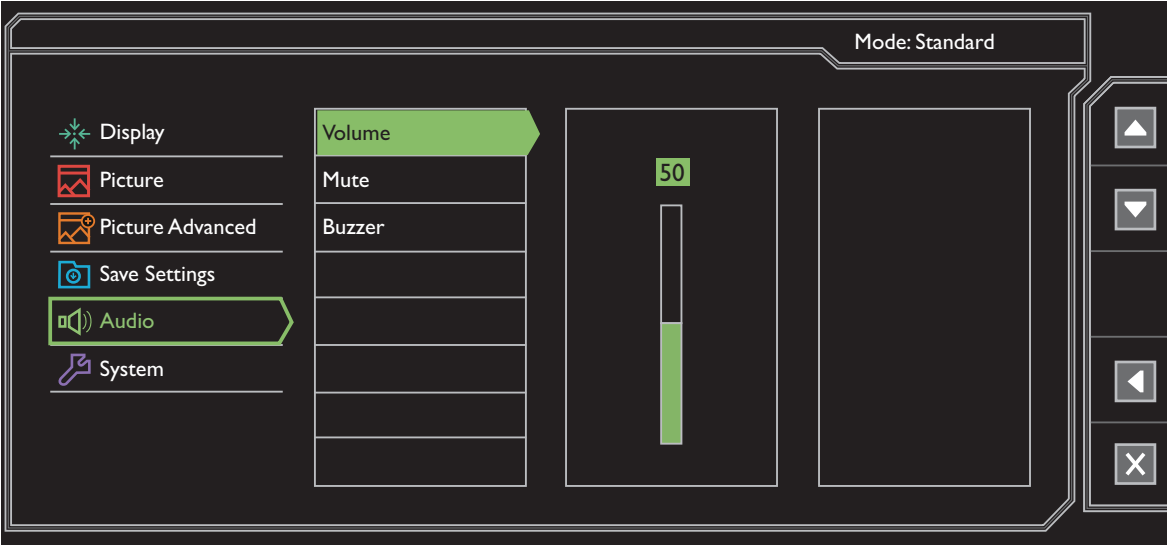 Mode: Standard
Display
Picture
Picture Advanced
Save Settings
Audio
System
Volume
Mute
Buzzer
50
X